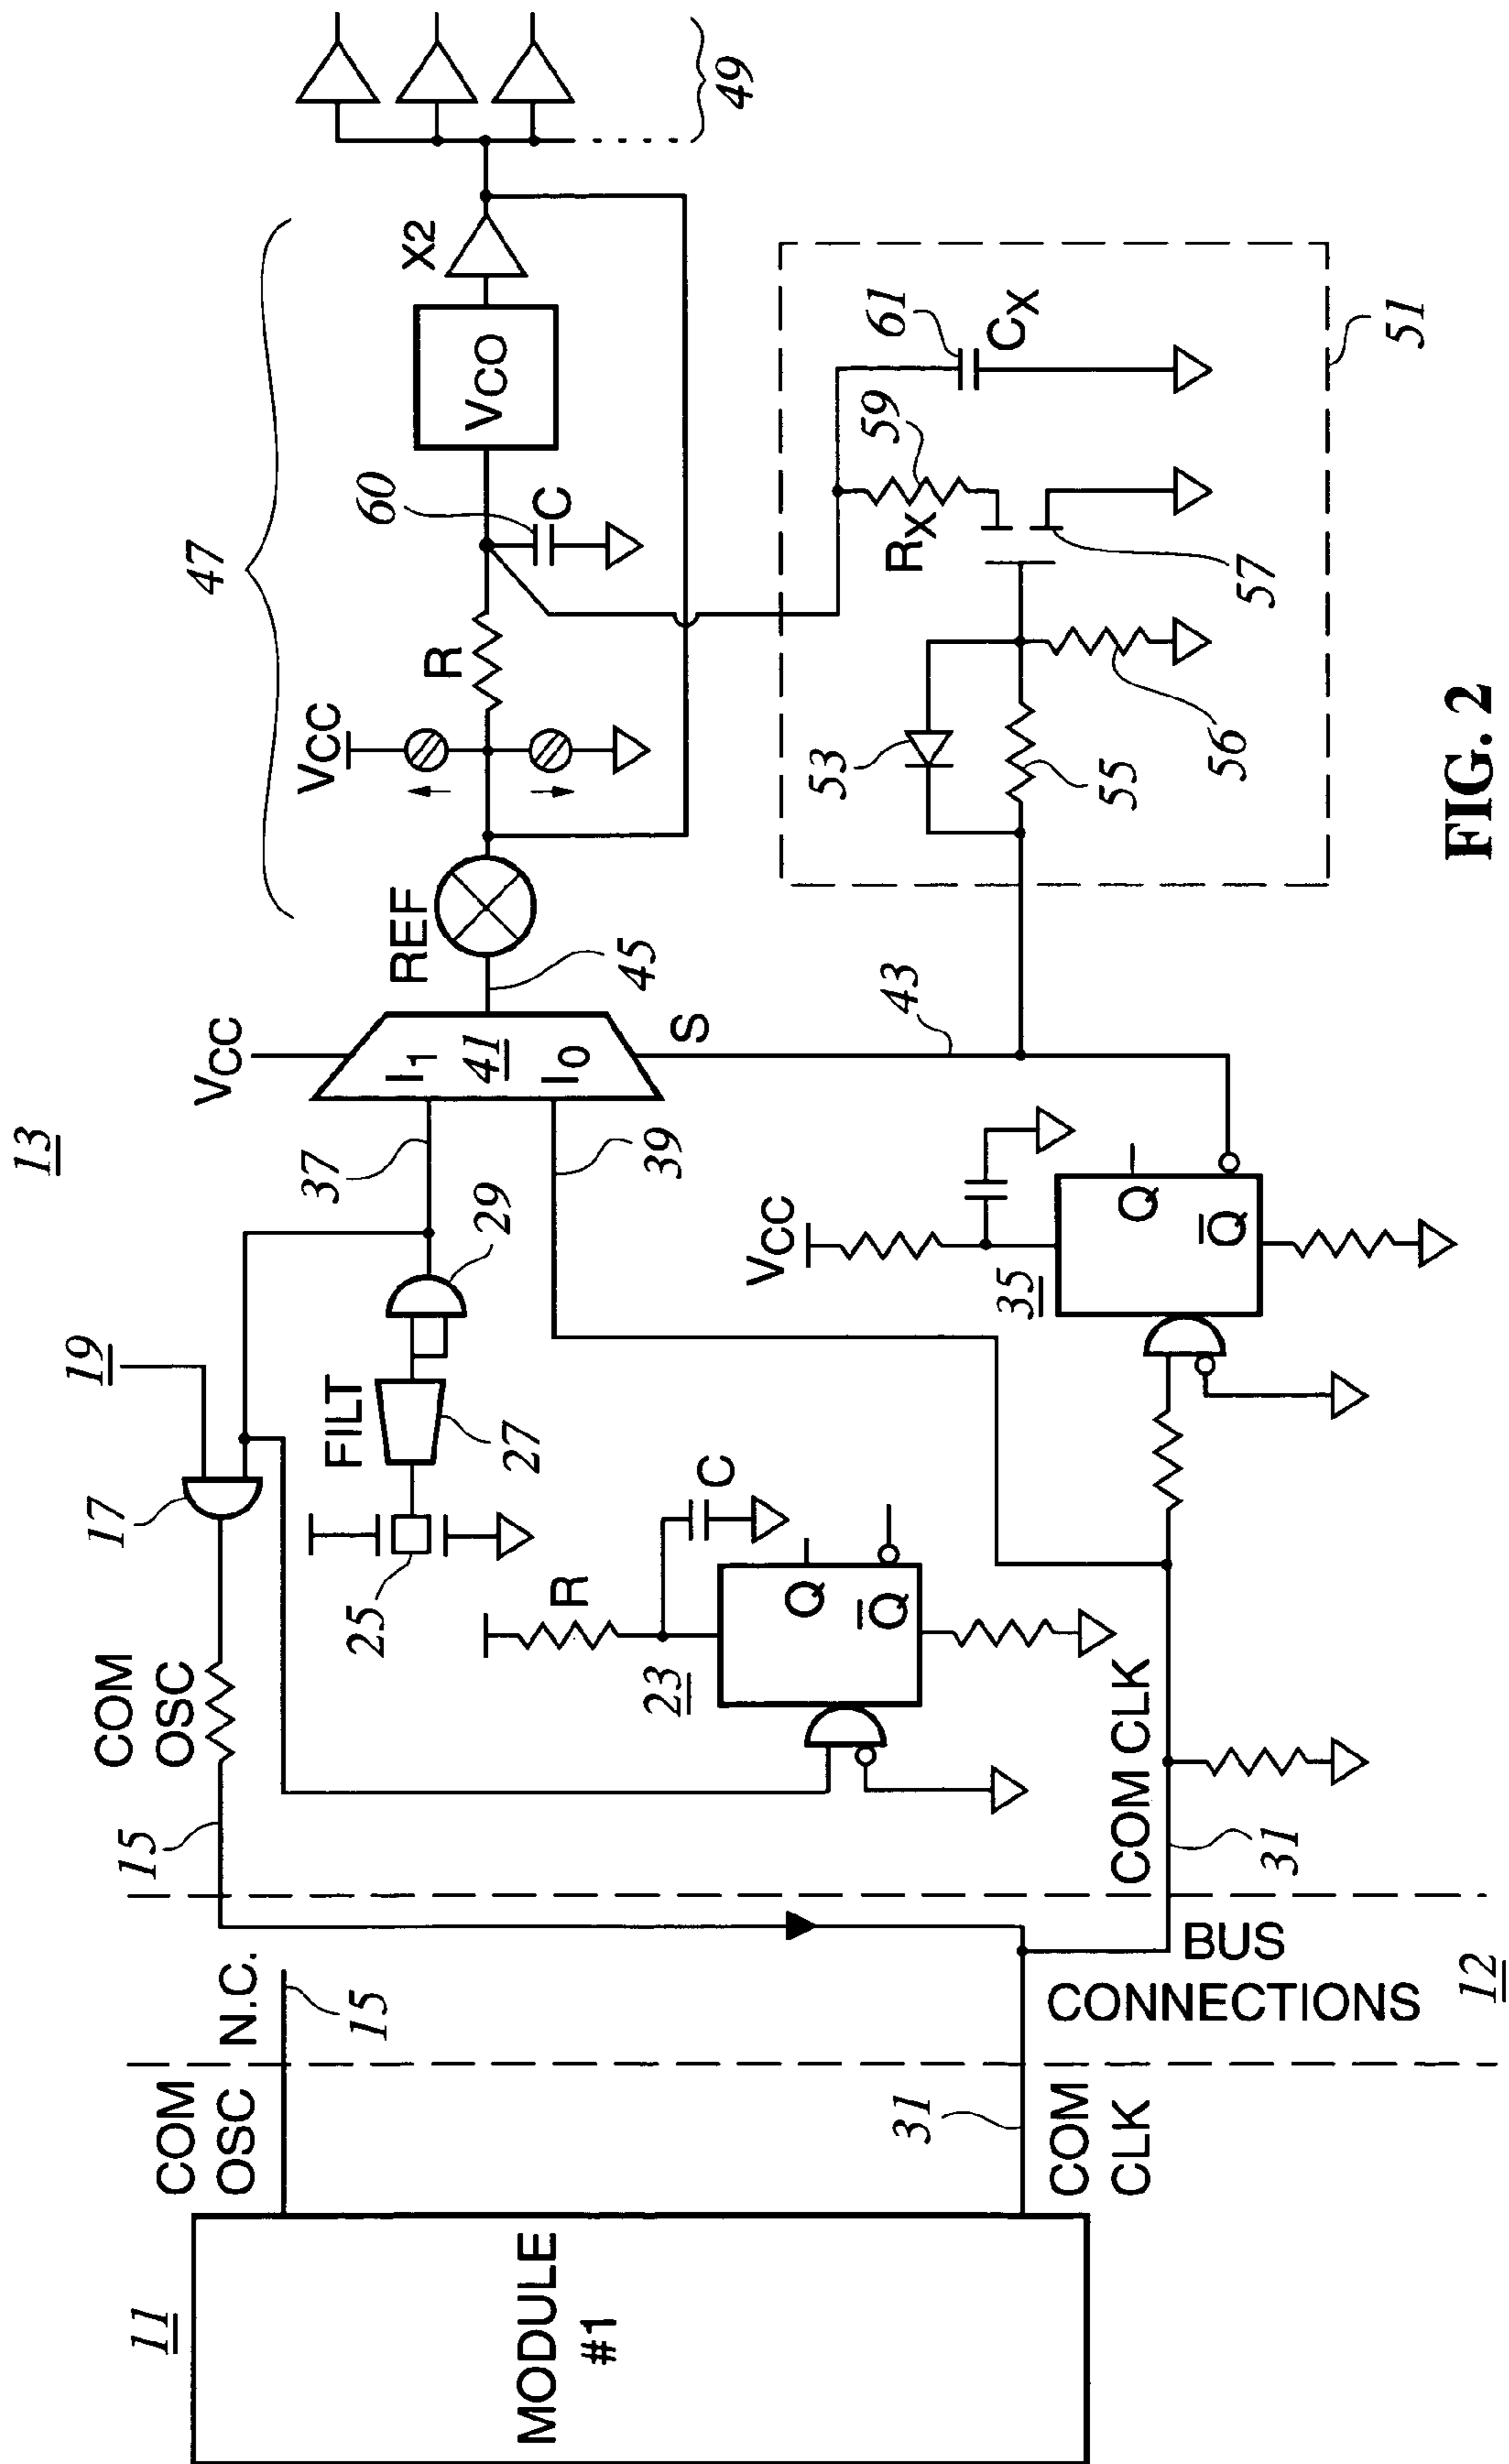 13
11
MODULE
#1
COM
OSC
N.C.
15
31
COM
CLK
BUS
CONNECTIONS
12
15
COM
OSC
17
19
25
FILT
27
29
37
R
C
23
Q
Q̅
COM CLK
31
39
VCC
35
Q
Q̅
VCC
I1
41
I0
S
43
REF
45
47
VCC
R
60
C
VCO
X2
49
53
55
56
57
RX
59
61
CX
51
FIG. 2